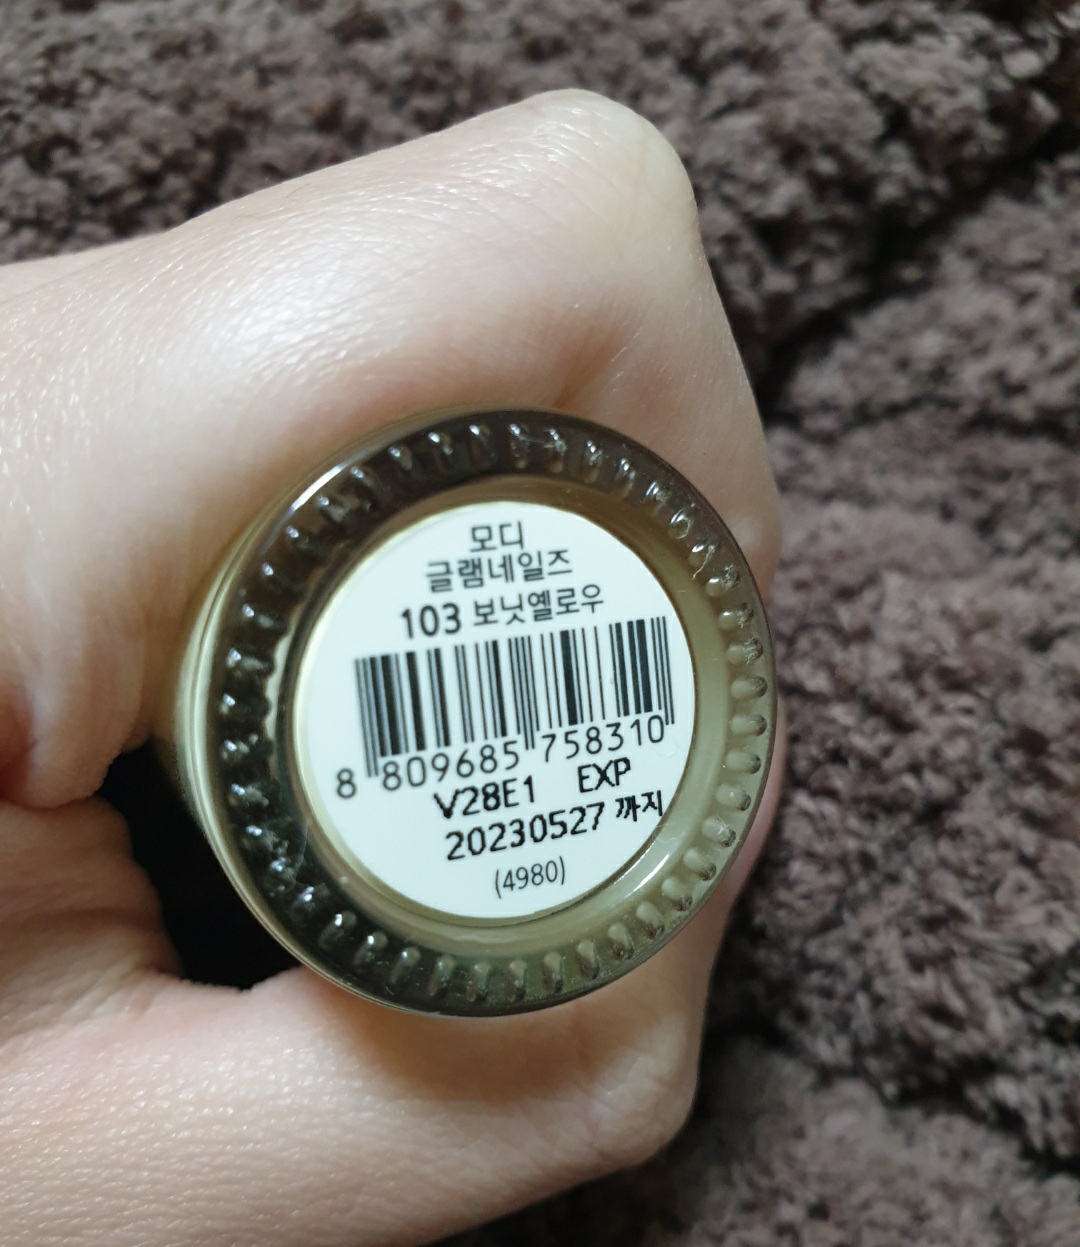 모디
글램네일즈
103 보닛옐로우
8 809685 758310
V28E1 EXP
20230527 까지
(4980)